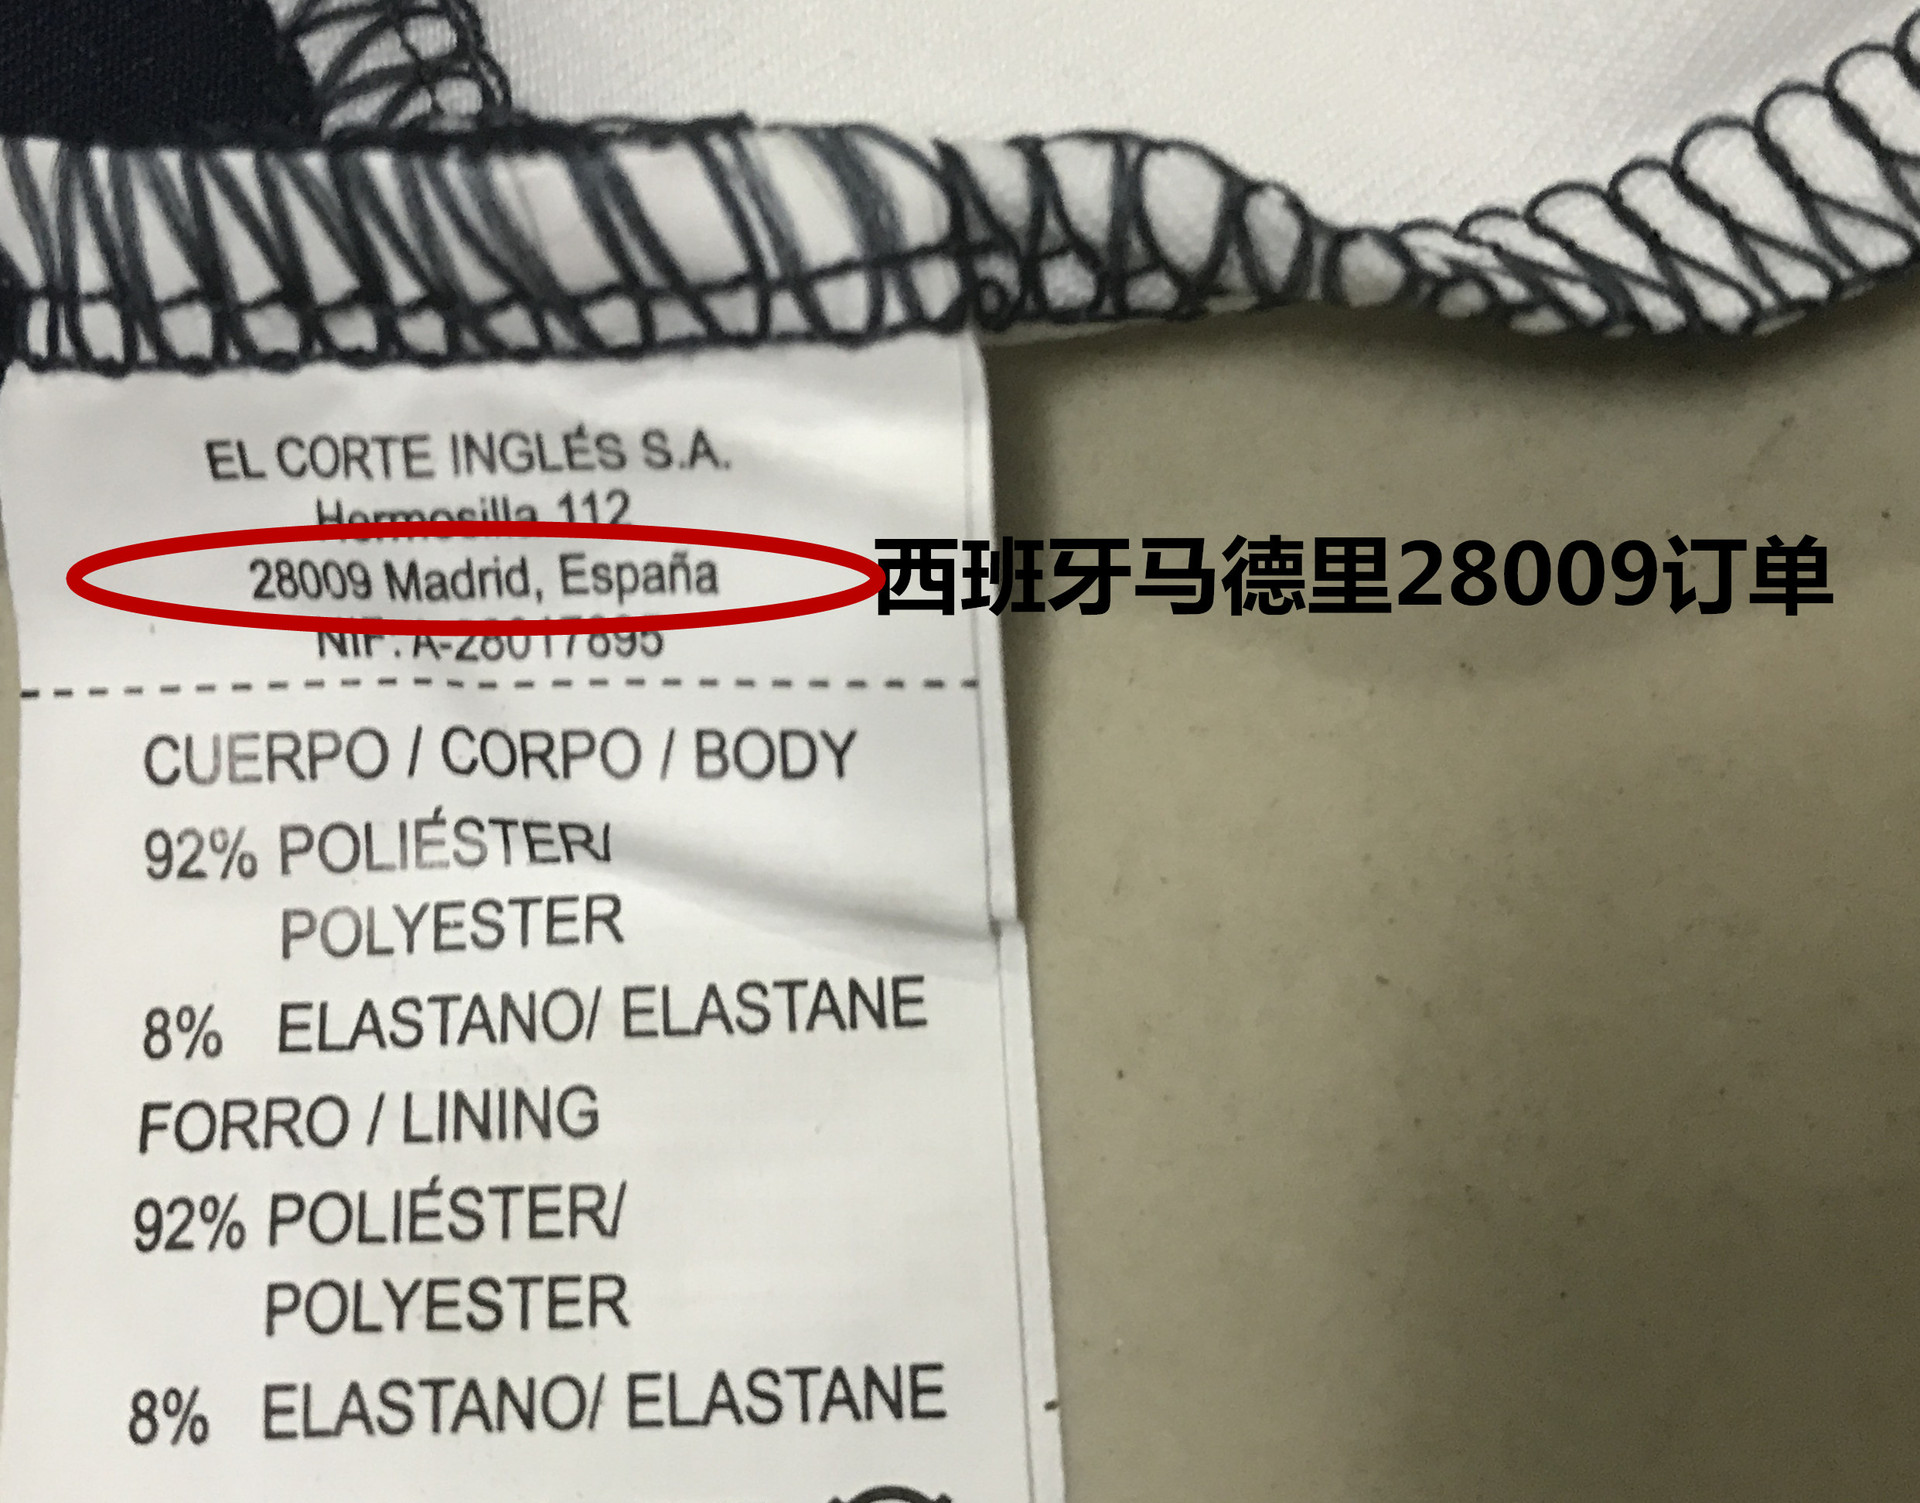 EL CORTE INGLÉS S.A.
Hermosilla 112
28009 Madrid, España
西班牙马德里28009订单
NIF: A-28017895
CUERPO / CORPO / BODY
92% POLIÉSTER/
POLYESTER
8% ELASTANO/ ELASTANE
FORRO / LINING
92% POLIÉSTER/
POLYESTER
8% ELASTANO/ ELASTANE